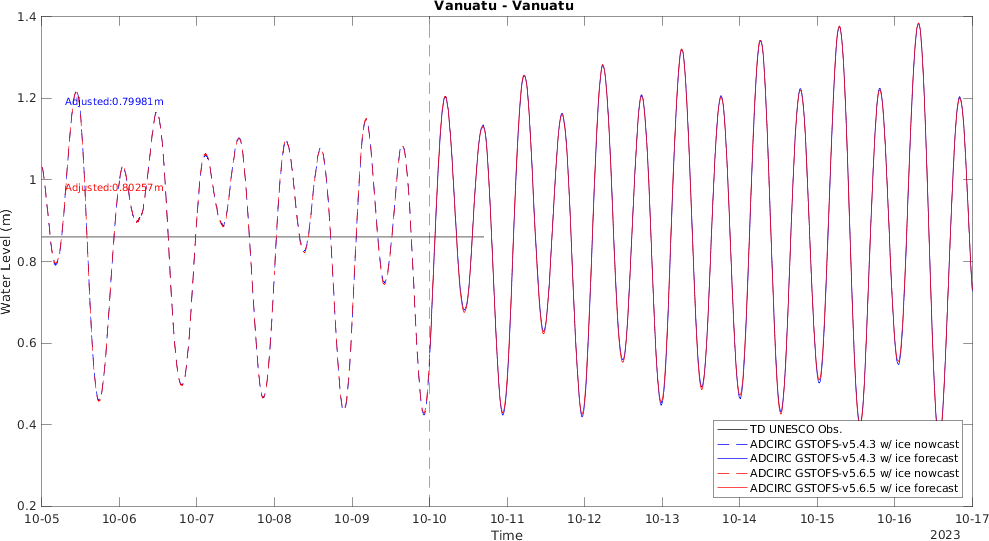 Vanuatu - Vanuatu
Water Level (m)
1.4
1.2
1
0.8
0.6
0.4
0.2
Adjusted:0.79981m
Adjusted:0.80257m
TD UNESCO Obs.
ADCIRC GSTOFS-v5.4.3 w/ ice nowcast
ADCIRC GSTOFS-v5.4.3 w/ ice forecast
ADCIRC GSTOFS-v5.6.5 w/ ice nowcast
ADCIRC GSTOFS-v5.6.5 w/ ice forecast
10-05 10-06 10-07 10-08 10-09 10-10 10-11 10-12 10-13 10-14 10-15 10-16 10-17
Time
2023